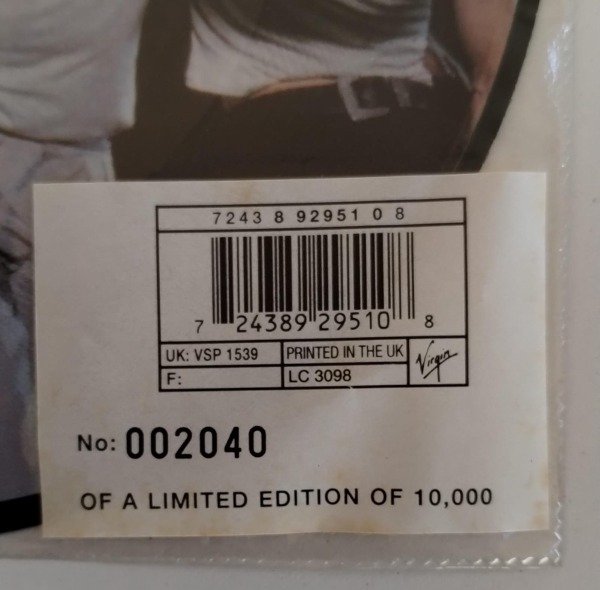 7243 8 92951 0 8
7 24389 29510 8
UK: VSP 1539 PRINTED IN THE UK Virgin
F: LC 3098
No: 002040
OF A LIMITED EDITION OF 10,000